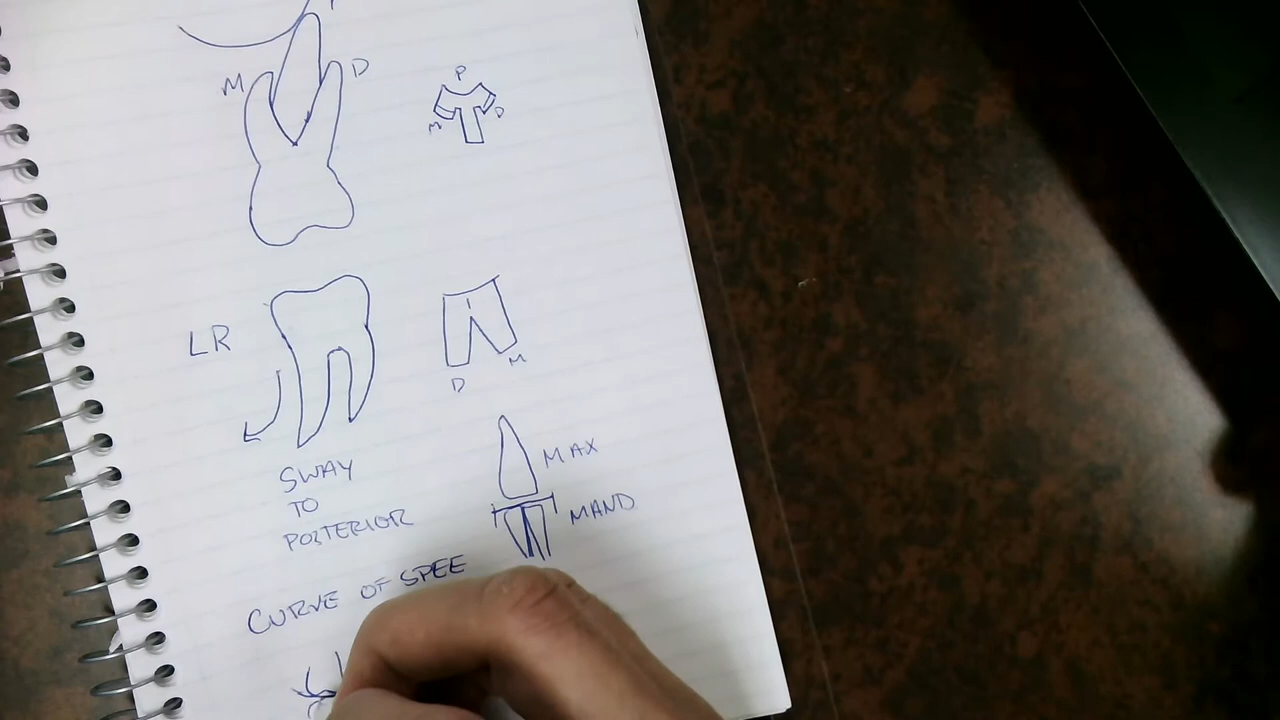 M D
P
M D
LR
D M
SWAY
TO
POSTERIOR
MAX
MAND
CURVE OF SPEE